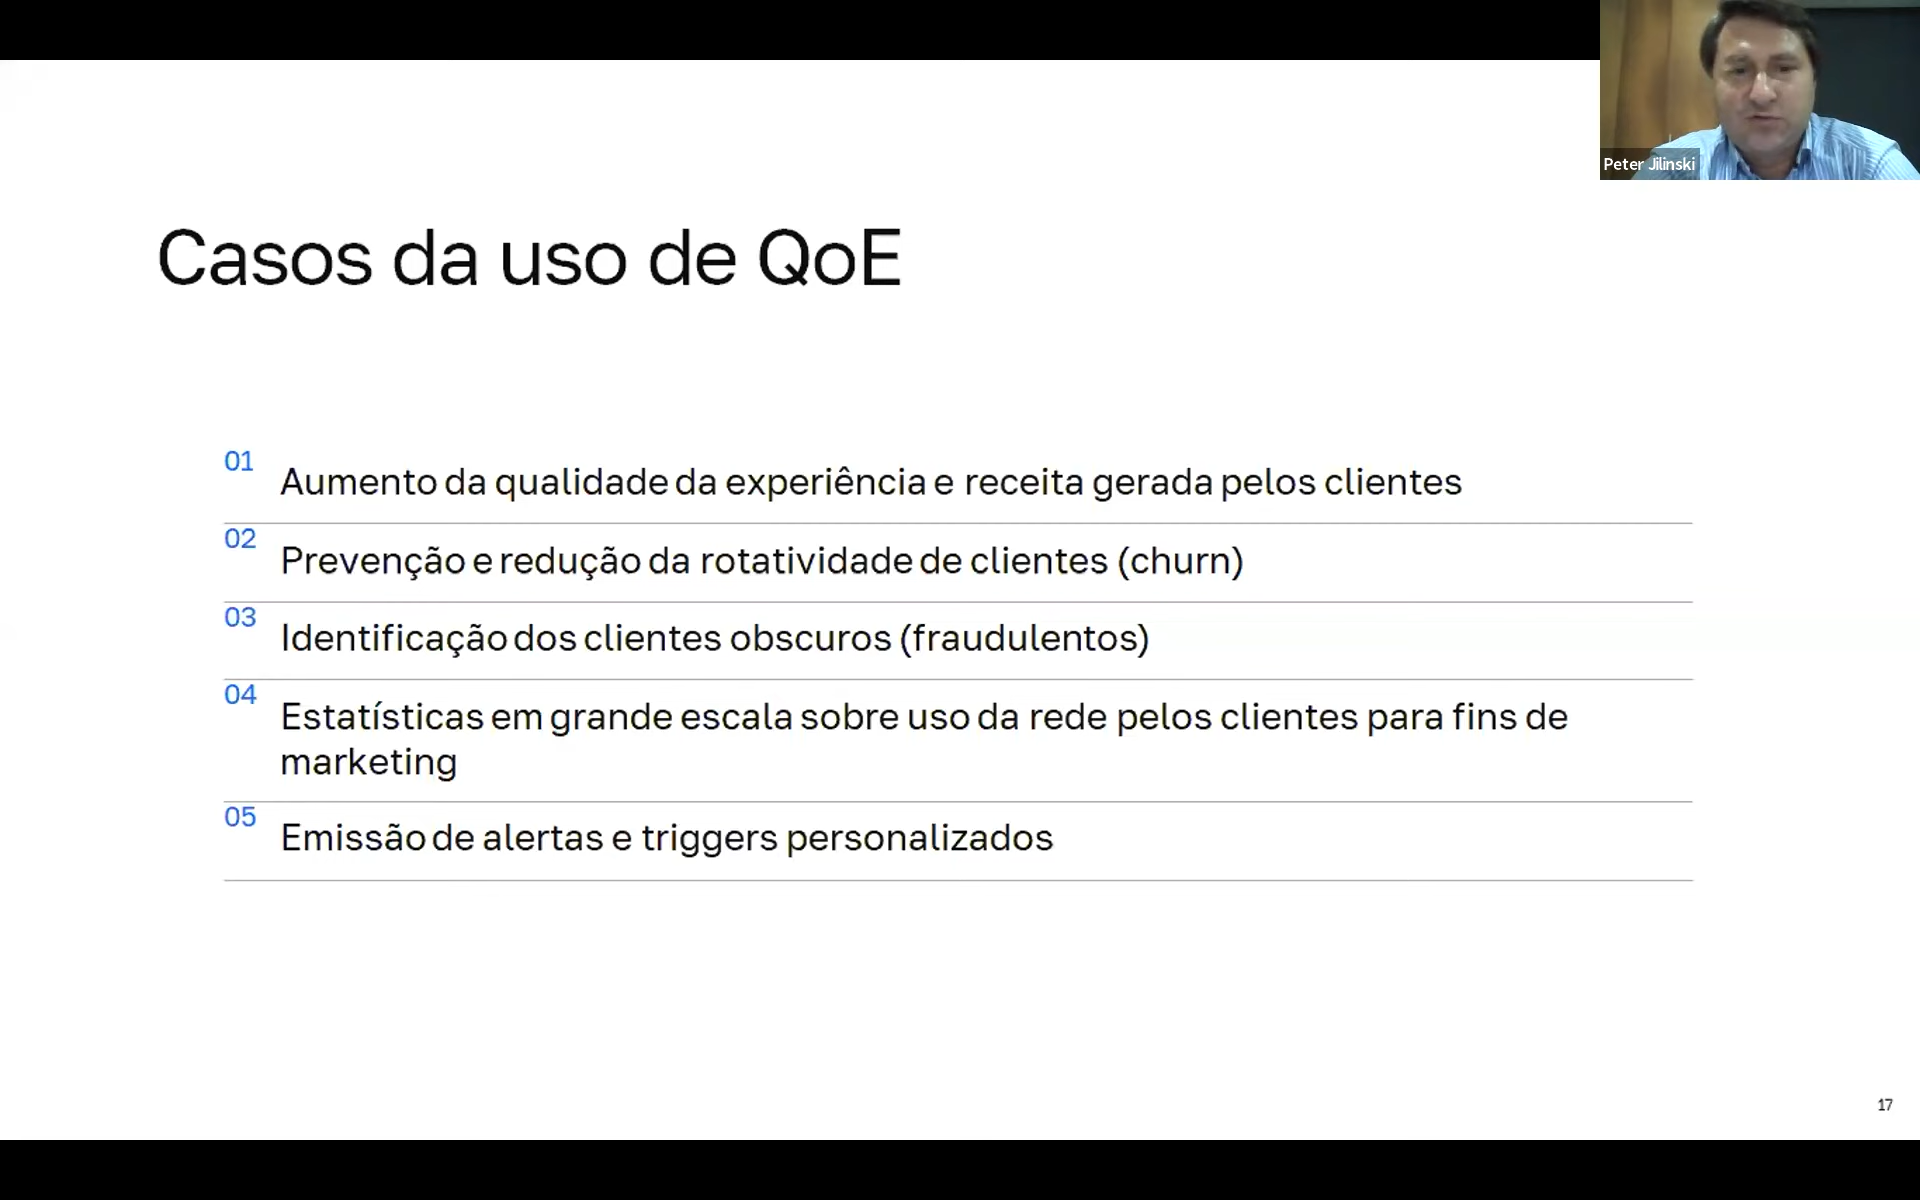 Peter Jilinski
Casos da uso de QoE
01
Aumento da qualidade da experiência e receita gerada pelos clientes
02
Prevenção e redução da rotatividade de clientes (churn)
03
Identificação dos clientes obscuros (fraudulentos)
04
Estatísticas em grande escala sobre uso da rede pelos clientes para fins de
marketing
05
Emissão de alertas e triggers personalizados
17